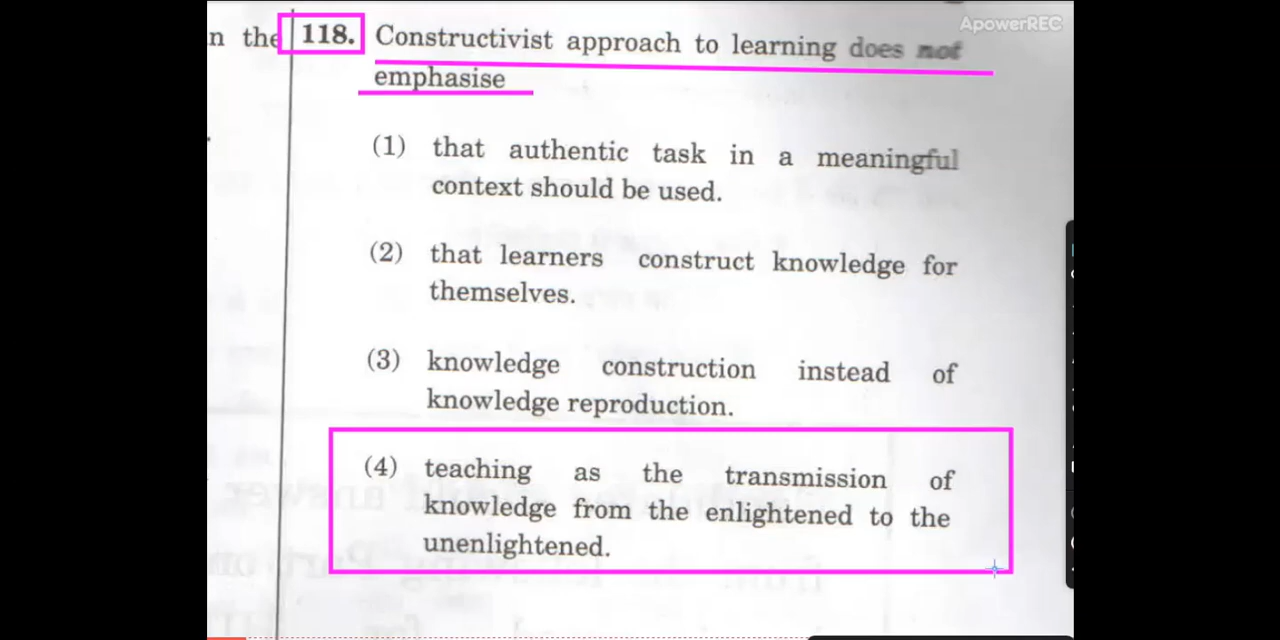 ApowerREC
n the
118. Constructivist approach to learning does not
emphasise
(1) that authentic task in a meaningful
context should be used.
(2) that learners construct knowledge for
themselves.
(3) knowledge construction instead of
knowledge reproduction.
(4) teaching as the transmission of
knowledge from the enlightened to the
unenlightened.